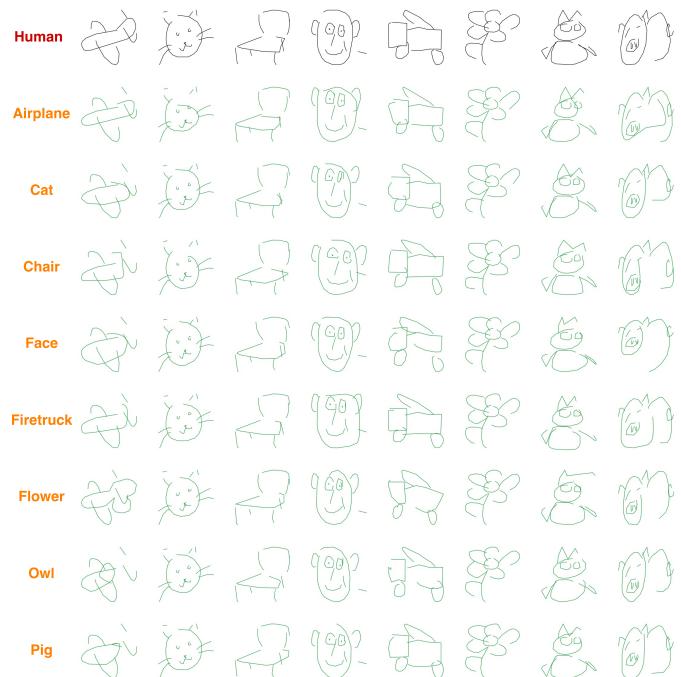 Human
Airplane
Cat
Chair
Face
Firetruck
Flower
Owl
Pig